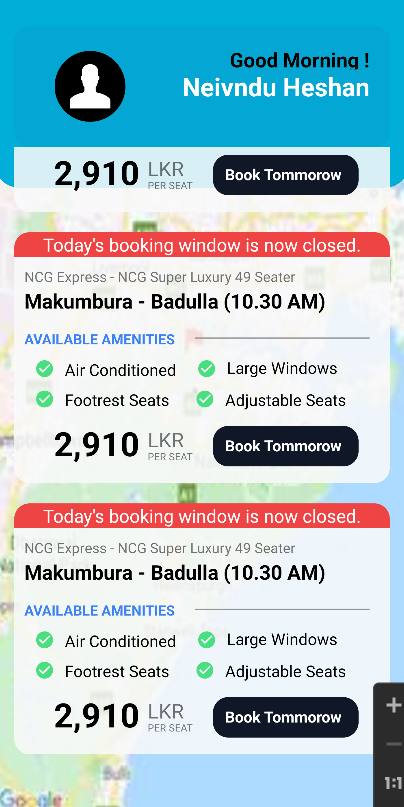 Good Morning !
Neivndu Heshan
2,910 LKR
PER SEAT
Book Tommorow
Today's booking window is now closed.
NCG Express - NCG Super Luxury 49 Seater
Makumbura - Badulla (10.30 AM)
AVAILABLE AMENITIES
Air Conditioned
Large Windows
Footrest Seats
Adjustable Seats
2,910 LKR
PER SEAT
Book Tommorow
Today's booking window is now closed.
NCG Express - NCG Super Luxury 49 Seater
Makumbura - Badulla (10.30 AM)
AVAILABLE AMENITIES
Air Conditioned
Large Windows
Footrest Seats
Adjustable Seats
2,910 LKR
PER SEAT
Book Tommorow
1:1
Google